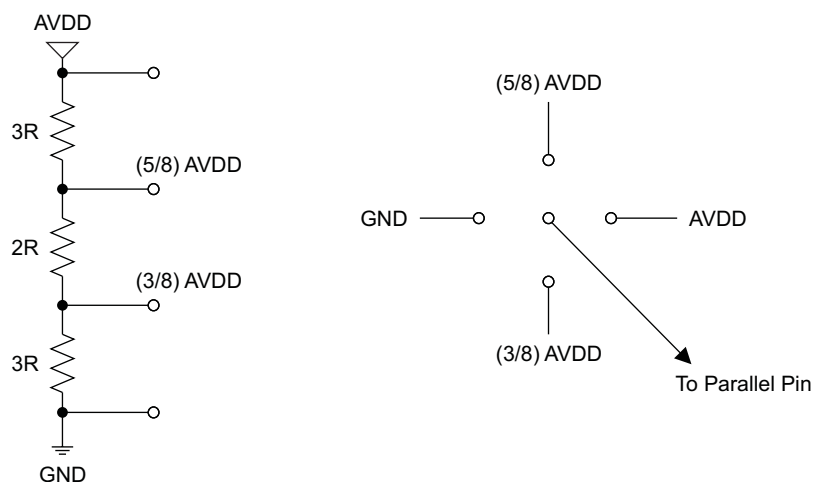 AVDD
3R
(5/8) AVDD
2R
(3/8) AVDD
3R
GND
(5/8) AVDD
GND
AVDD
(3/8) AVDD
To Parallel Pin